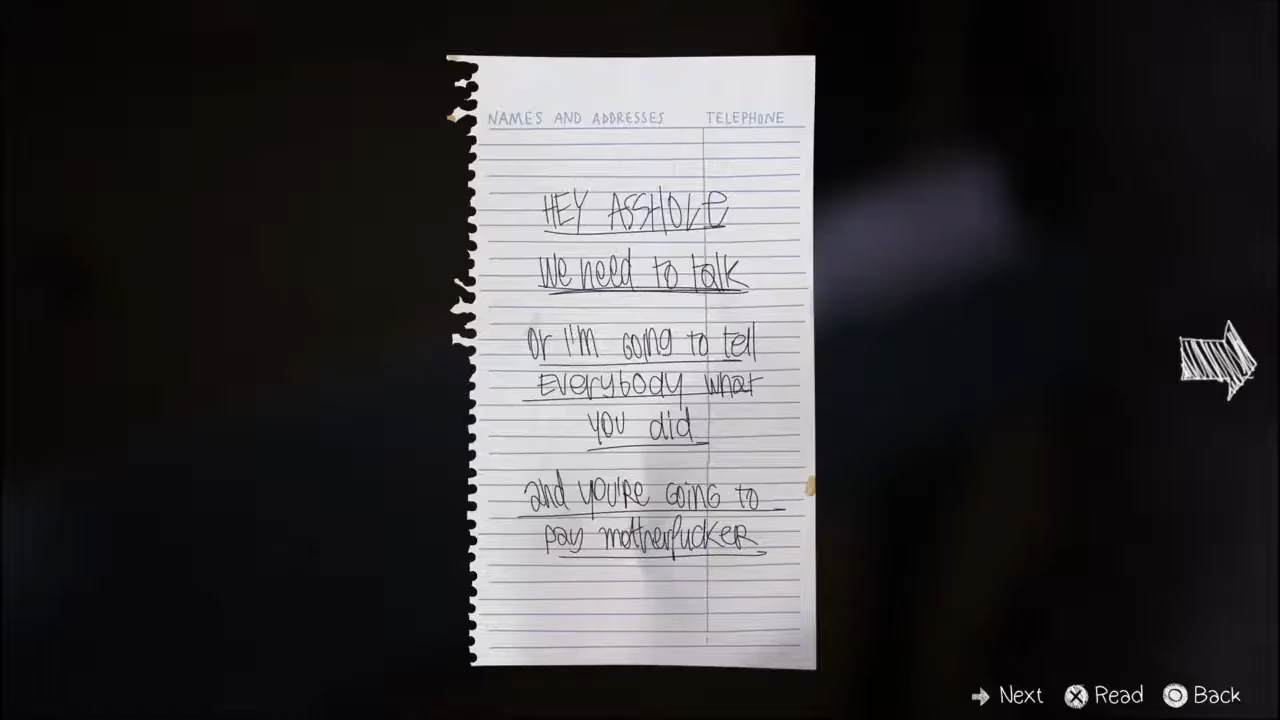 NAMES AND ADDRESSES TELEPHONE
HEY ASSHOLE
We need to talk
Or I'm going to tell
Everybody what
you did
and you're going to
pay motherfucker
Next Read Back